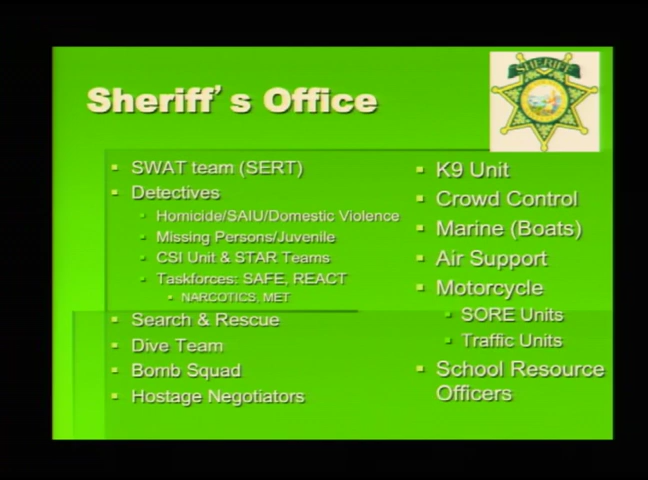 SHERIFF
Sheriff's Office
SWAT team (SERT)
Detectives
Homicide/SAIU/Domestic Violence
Missing Persons/Juvenile
CSI Unit & STAR Teams
Taskforces: SAFE, REACT
NARCOTICS, MET
Search & Rescue
Dive Team
Bomb Squad
Hostage Negotiators
K9 Unit
Crowd Control
Marine (Boats)
Air Support
Motorcycle
SORE Units
Traffic Units
School Resource
Officers